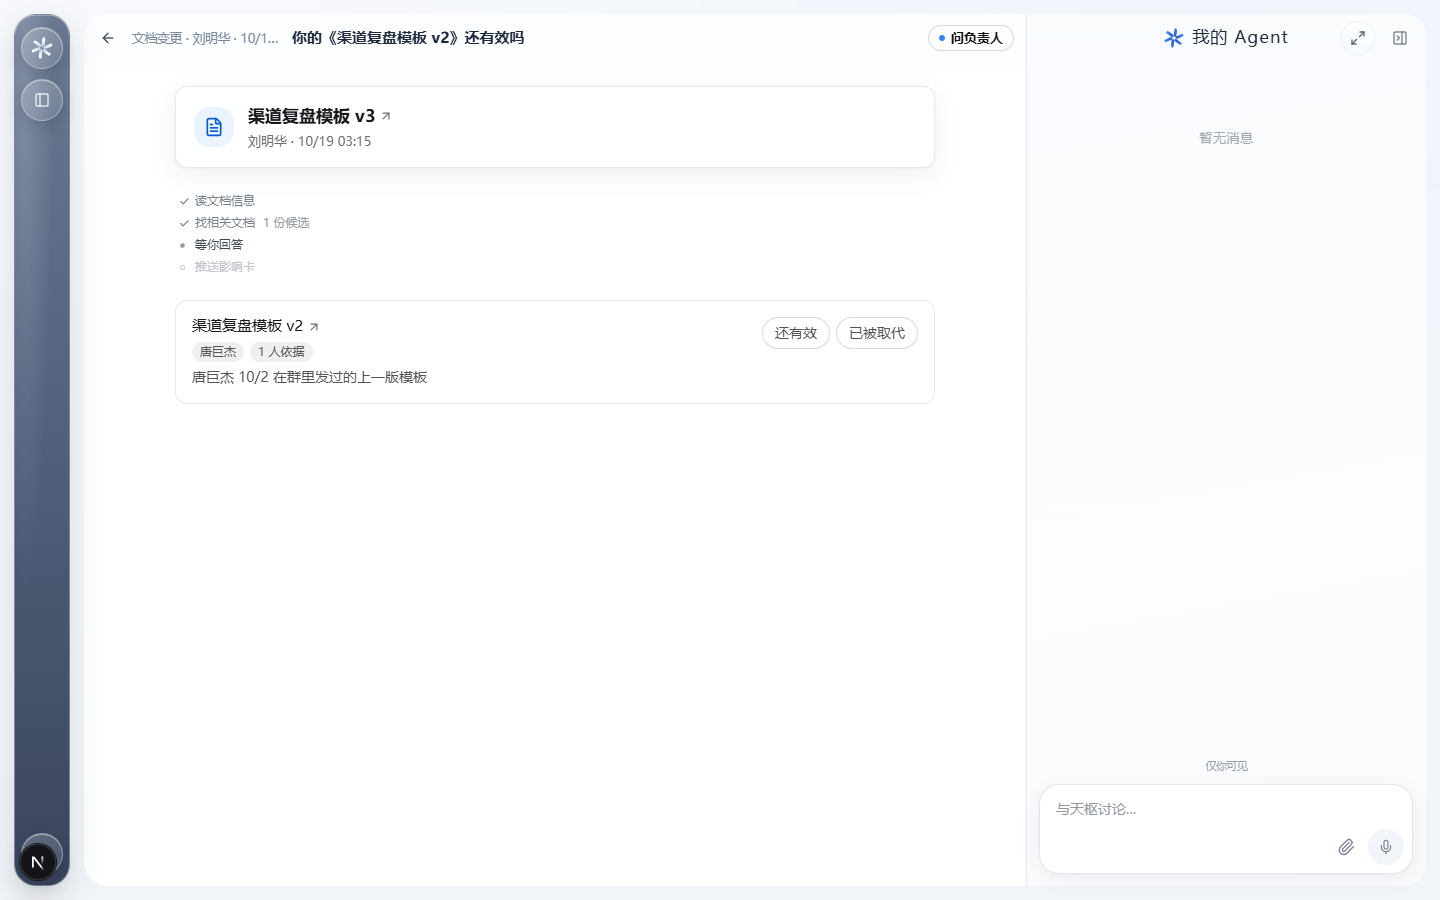 文档变更 · 刘明华 · 10/1... 你的《渠道复盘模板 v2》还有效吗
问负责人
渠道复盘模板 v3
刘明华 · 10/19 03:15
读文档信息
找相关文档 1 份候选
等你回答
推送影响卡
渠道复盘模板 v2
还有效
已被取代
唐巨杰 1 人依据
唐巨杰 10/2 在群里发过的上一版模板
我的 Agent
暂无消息
仅你可见
与天枢讨论...
N